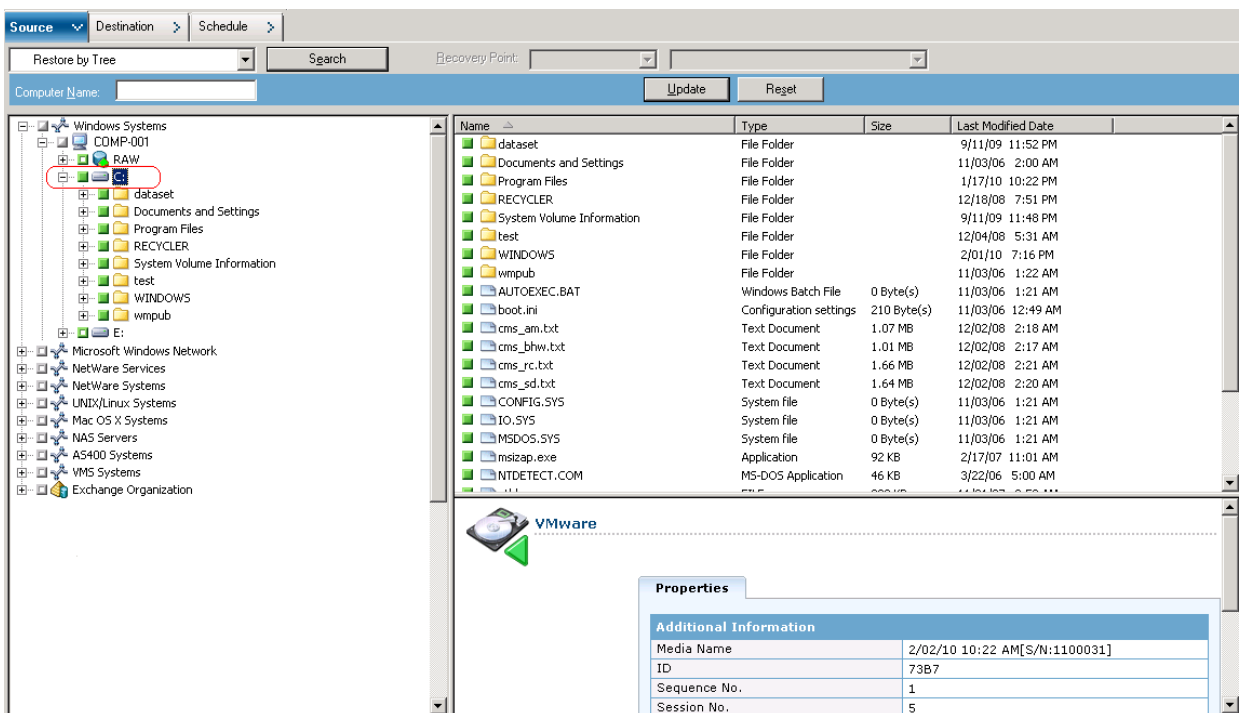 Source Destination Schedule
Restore by Tree Search Recovery Point:
Computer Name: Update Reset
Windows Systems
COMP-001
RAW
C:
dataset
Documents and Settings
Program Files
RECYCLER
System Volume Information
test
WINDOWS
wmpub
E:
Microsoft Windows Network
NetWare Services
NetWare Systems
UNIX/Linux Systems
Mac OS X Systems
NAS Servers
AS400 Systems
VMS Systems
Exchange Organization
Name Type Size Last Modified Date
dataset File Folder 9/11/09 11:52 PM
Documents and Settings File Folder 11/03/06 2:00 AM
Program Files File Folder 1/17/10 10:22 PM
RECYCLER File Folder 12/18/08 7:51 PM
System Volume Information File Folder 9/11/09 11:48 PM
test File Folder 12/04/08 5:31 AM
WINDOWS File Folder 2/01/10 7:16 PM
wmpub File Folder 11/03/06 1:22 AM
AUTOEXEC.BAT Windows Batch File 0 Byte(s) 11/03/06 1:21 AM
boot.ini Configuration settings 210 Byte(s) 11/03/06 12:49 AM
cms_am.txt Text Document 1.07 MB 12/02/08 2:18 AM
cms_bhw.txt Text Document 1.01 MB 12/02/08 2:17 AM
cms_rc.txt Text Document 1.66 MB 12/02/08 2:21 AM
cms_sd.txt Text Document 1.64 MB 12/02/08 2:20 AM
CONFIG.SYS System file 0 Byte(s) 11/03/06 1:21 AM
IO.SYS System file 0 Byte(s) 11/03/06 1:21 AM
MSDOS.SYS System file 0 Byte(s) 11/03/06 1:21 AM
msizap.exe Application 92 KB 2/17/07 11:01 AM
NTDETECT.COM MS-DOS Application 46 KB 3/22/06 5:00 AM
VMware
Properties
Additional Information
Media Name 2/02/10 10:22 AM[S/N:1100031]
ID 73B7
Sequence No. 1
Session No. 5